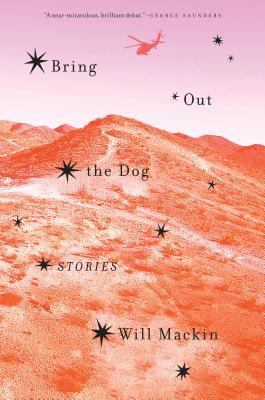 "A near-miraculous, brilliant debut." –GEORGE SAUNDERS
Bring
Out
the Dog
STORIES
Will Mackin